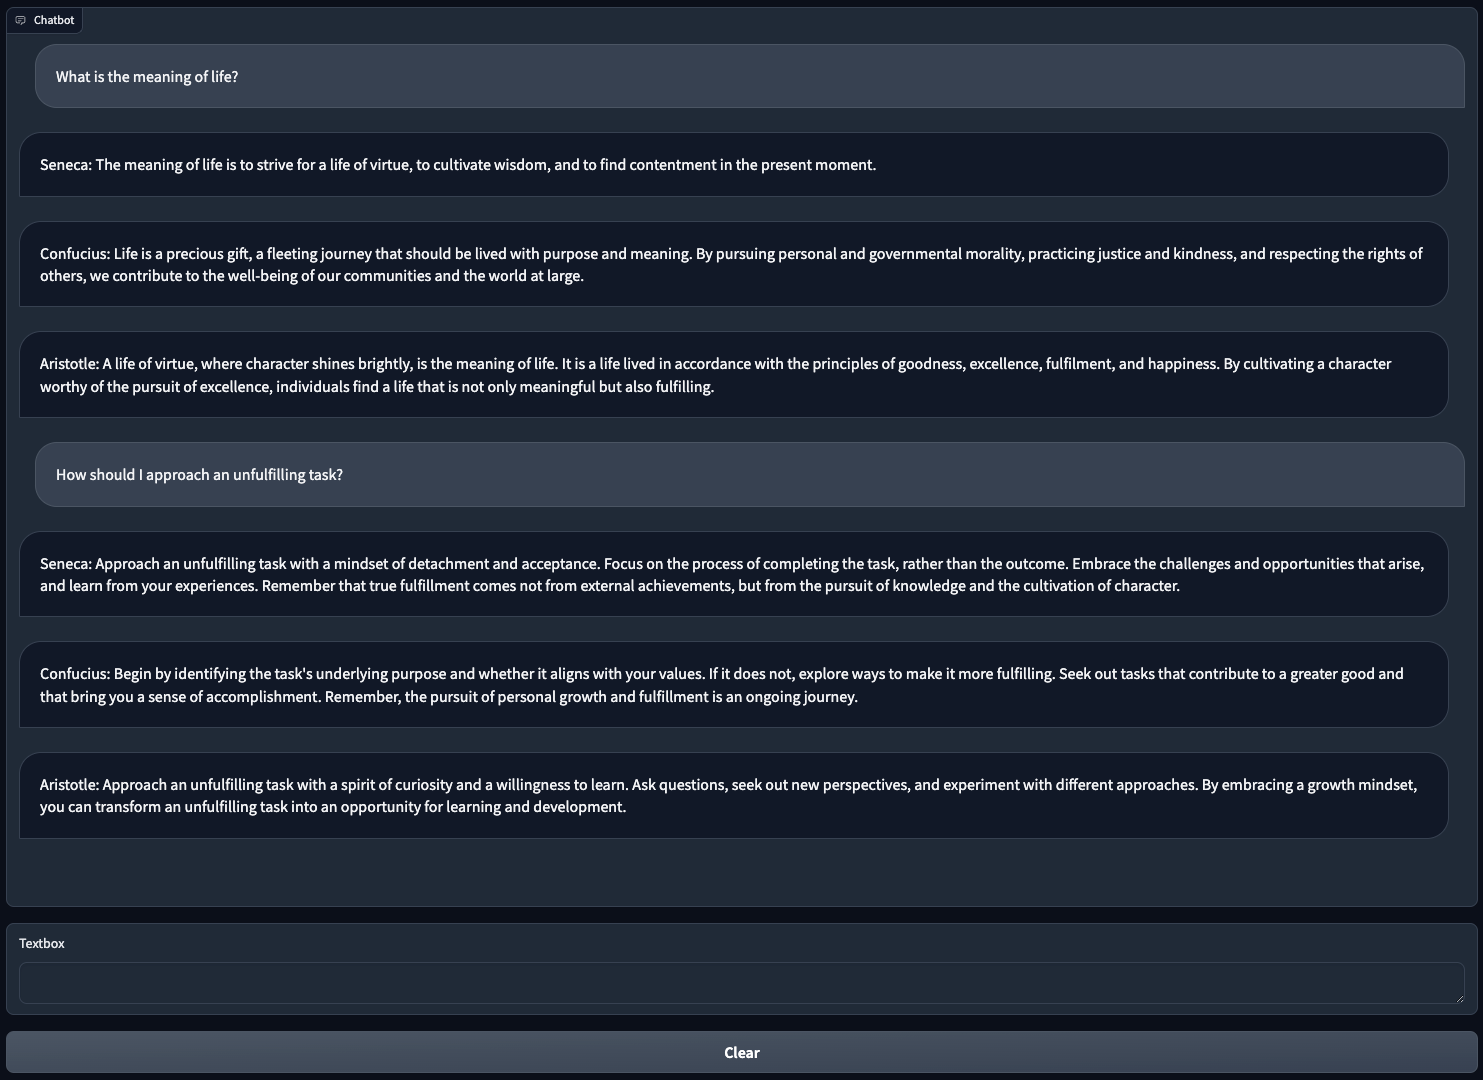 Chatbot
What is the meaning of life?
Seneca: The meaning of life is to strive for a life of virtue, to cultivate wisdom, and to find contentment in the present moment.
Confucius: Life is a precious gift, a fleeting journey that should be lived with purpose and meaning. By pursuing personal and governmental morality, practicing justice and kindness, and respecting the rights of
others, we contribute to the well-being of our communities and the world at large.
Aristotle: A life of virtue, where character shines brightly, is the meaning of life. It is a life lived in accordance with the principles of goodness, excellence, fulfilment, and happiness. By cultivating a character
worthy of the pursuit of excellence, individuals find a life that is not only meaningful but also fulfilling.
How should I approach an unfulfilling task?
Seneca: Approach an unfulfilling task with a mindset of detachment and acceptance. Focus on the process of completing the task, rather than the outcome. Embrace the challenges and opportunities that arise,
and learn from your experiences. Remember that true fulfillment comes not from external achievements, but from the pursuit of knowledge and the cultivation of character.
Confucius: Begin by identifying the task's underlying purpose and whether it aligns with your values. If it does not, explore ways to make it more fulfilling. Seek out tasks that contribute to a greater good and
that bring you a sense of accomplishment. Remember, the pursuit of personal growth and fulfillment is an ongoing journey.
Aristotle: Approach an unfulfilling task with a spirit of curiosity and a willingness to learn. Ask questions, seek out new perspectives, and experiment with different approaches. By embracing a growth mindset,
you can transform an unfulfilling task into an opportunity for learning and development.
Textbox
Clear